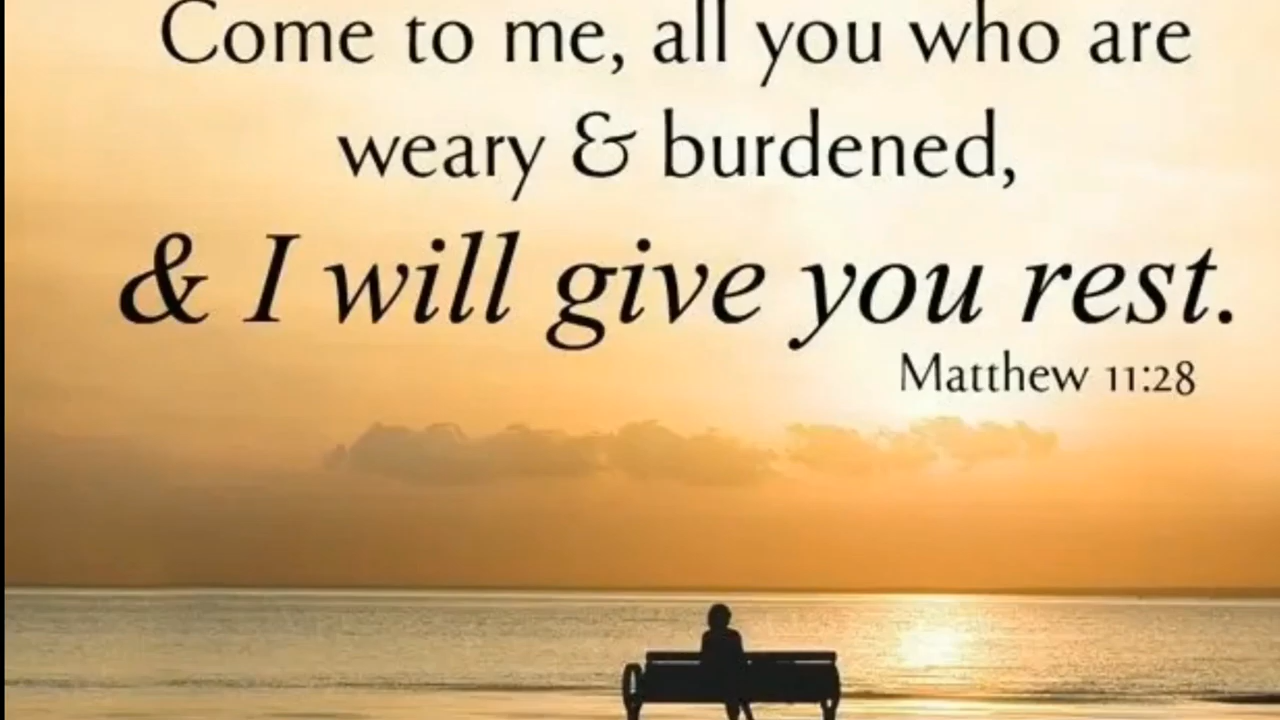 Come to me, all you who are
weary & burdened,
& I will give you rest.
Matthew 11:28